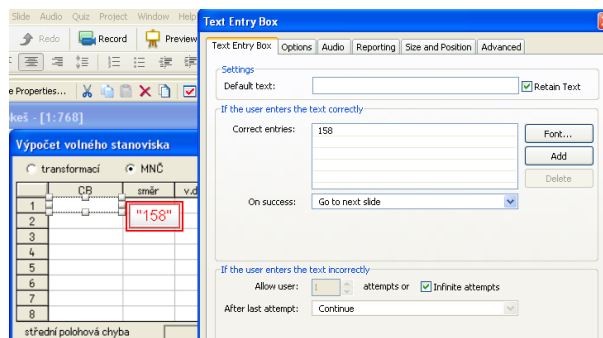 Slide Audio Quiz Project Window Help
Redo Record Preview
e Properties...
keš - [1:768]
Výpočet volného stanoviska
transformací MNČ
CB směr v.d
1
2
3
4
5
6
7
8
"158"
střední polohová chyba
Text Entry Box
Text Entry Box Options Audio Reporting Size and Position Advanced
Settings
Default text: Retain Text
If the user enters the text correctly
Correct entries: 158
Font...
Add
Delete
On success: Go to next slide
If the user enters the text incorrectly
Allow user: 1 attempts or Infinite attempts
After last attempt: Continue